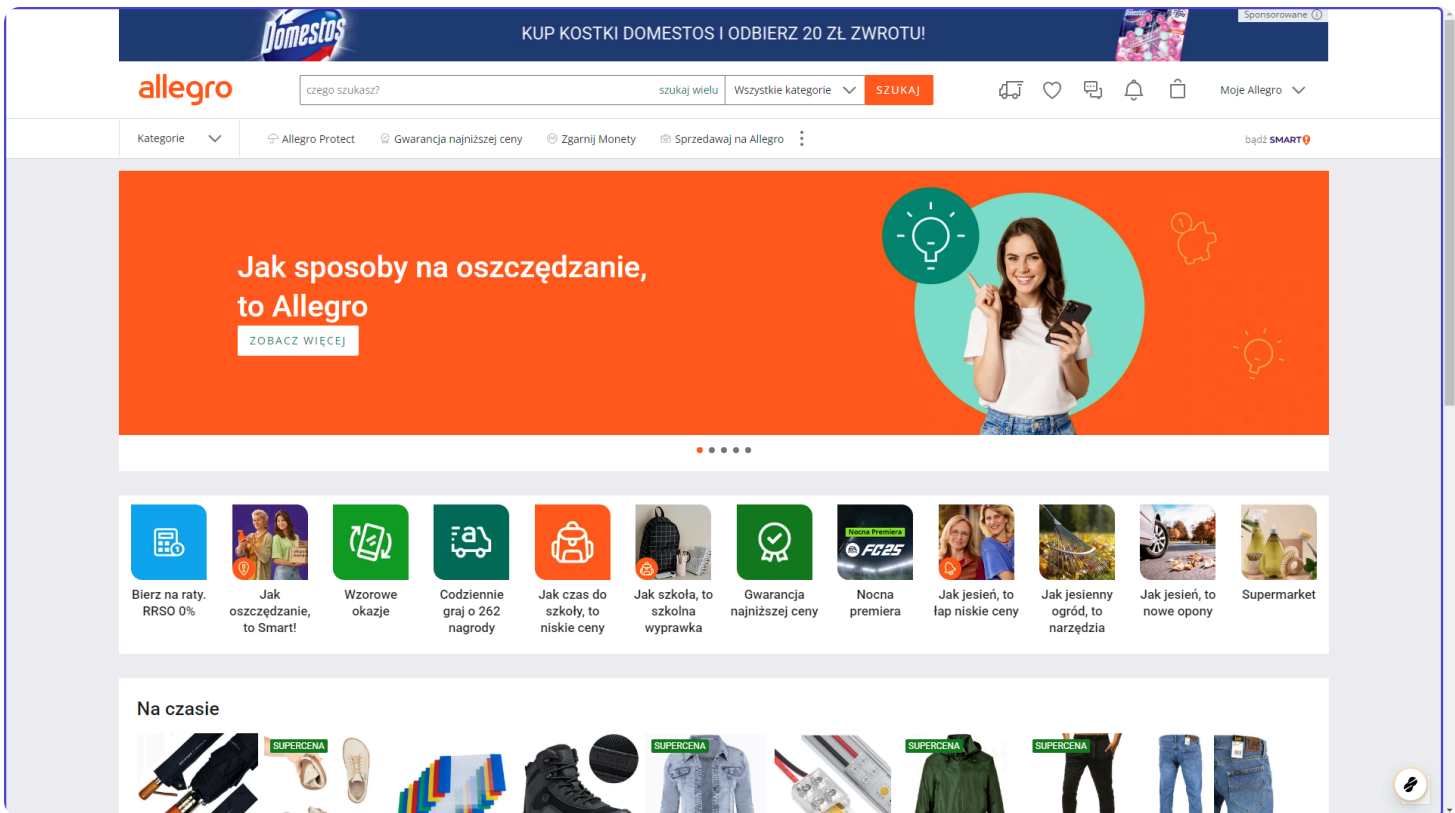 Domestos
KUP KOSTKI DOMESTOS I ODBIERZ 20 ZŁ ZWROTU!
Sponsorowane
allegro
czego szukasz?
szukaj wielu
Wszystkie kategorie
SZUKAJ
Moje Allegro
Kategorie
Allegro Protect
Gwarancja najniższej ceny
Zgarnij Monety
Sprzedawaj na Allegro
bądź SMART!
Jak sposoby na oszczędzanie,
to Allegro
ZOBACZ WIĘCEJ
Nocna Premiera
FC25
Bierz na raty.
RRSO 0%
Jak
oszczędzanie,
to Smart!
Wzorowe
okazje
Codziennie
graj o 262
nagrody
Jak czas do
szkoły, to
niskie ceny
Jak szkoła, to
szkolna
wyprawka
Gwarancja
najniższej ceny
Nocna
premiera
Jak jesień, to
łap niskie ceny
Jak jesienny
ogród, to
narzędzia
Jak jesień, to
nowe opony
Supermarket
Na czasie
SUPERCENA
SUPERCENA
SUPERCENA
SUPERCENA